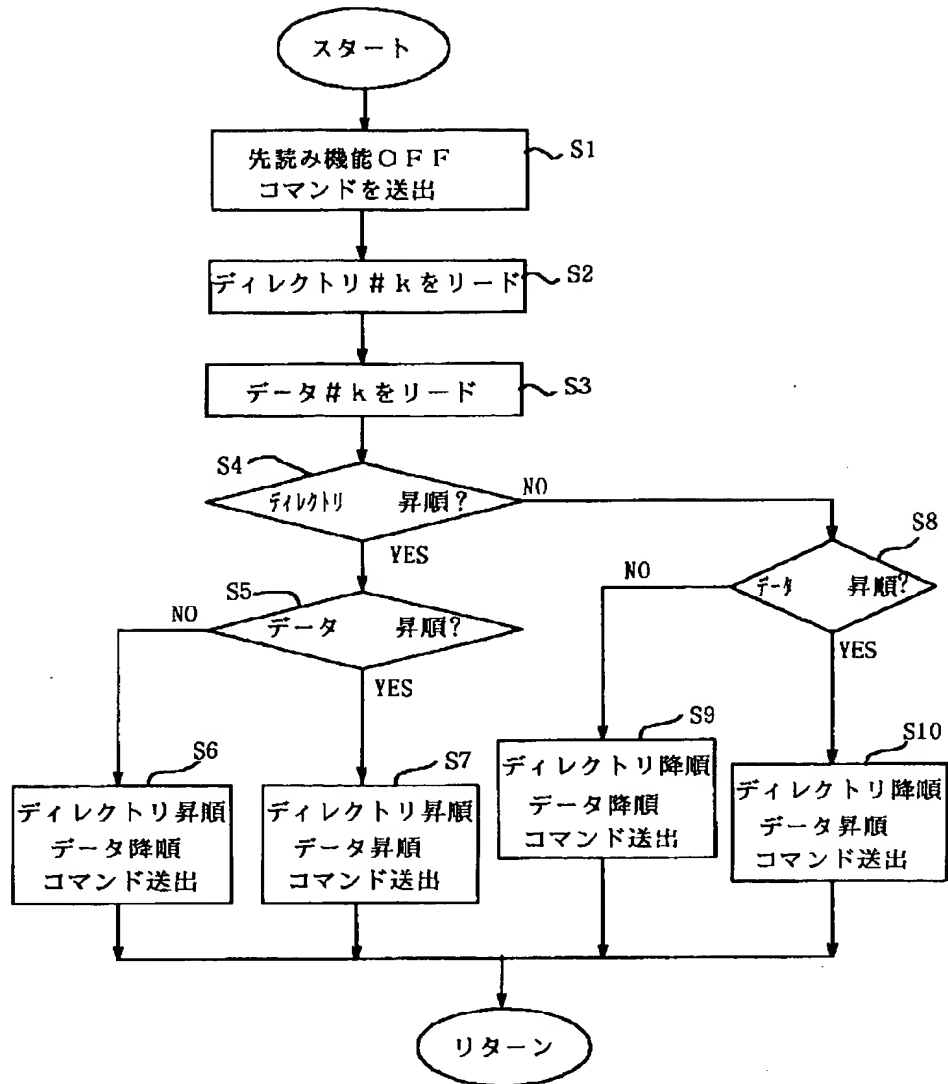 スタート
先読み機能OFF
コマンドを送出
S1
ディレクトリ#kをリード
S2
データ#kをリード
S3
S4
ディレクトリ 昇順?
NO
YES
S8
データ 昇順?
NO
YES
S5
データ 昇順?
NO
YES
S6
ディレクトリ昇順
データ降順
コマンド送出
S7
ディレクトリ昇順
データ昇順
コマンド送出
S9
ディレクトリ降順
データ降順
コマンド送出
S10
ディレクトリ降順
データ昇順
コマンド送出
リターン